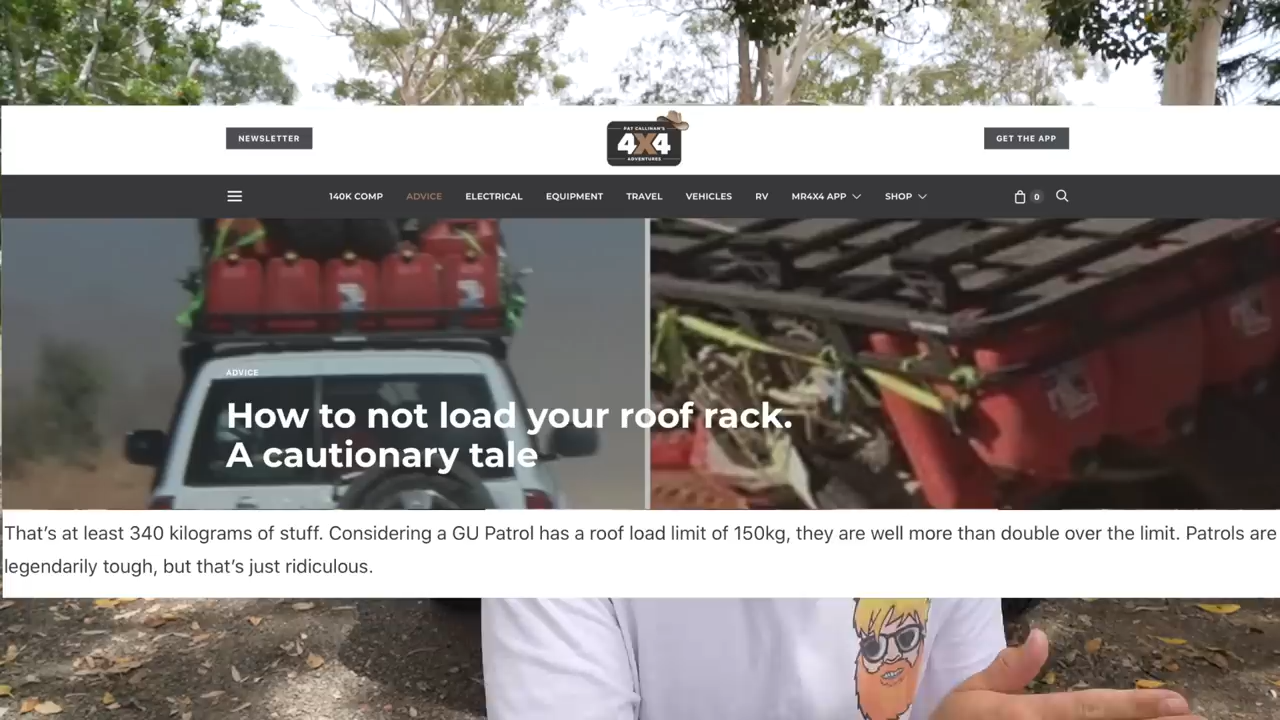 NEWSLETTER
PAT CALLINAN'S
4X4
ADVENTURES
GET THE APP
140K COMP ADVICE ELECTRICAL EQUIPMENT TRAVEL VEHICLES RV MR4X4 APP SHOP 0
ADVICE
How to not load your roof rack.
A cautionary tale
That’s at least 340 kilograms of stuff. Considering a GU Patrol has a roof load limit of 150kg, they are well more than double over the limit. Patrols are
legendarily tough, but that’s just ridiculous.